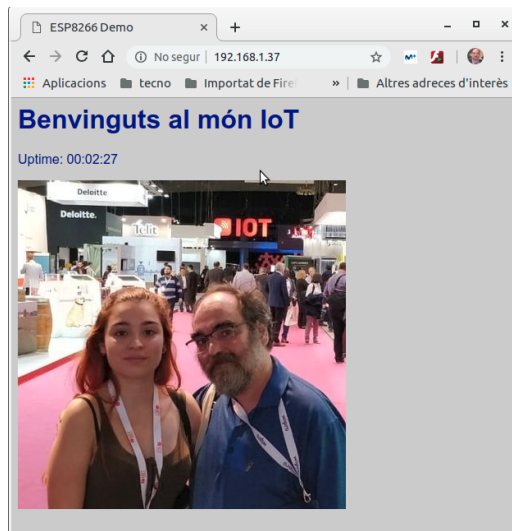 ESP8266 Demo
No segur | 192.168.1.37
Aplicacions tecno Importat de Fire » Altres adreces d'interès
Benvinguts al món IoT
Uptime: 00:02:27
Deloitte.
Deloitte.
Telit
IOT